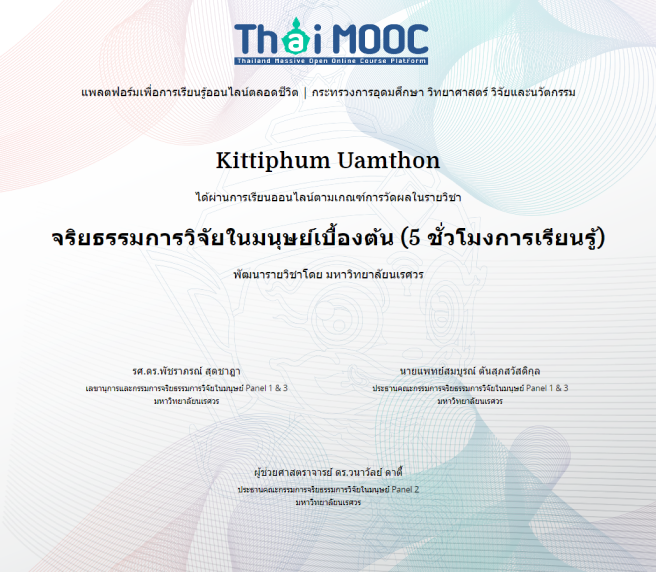 Thai MOOC
Thailand Massive Open Online Course Platform
แพลตฟอร์มเพื่อการเรียนรู้ออนไลน์ตลอดชีวิต | กระทรวงการอุดมศึกษา วิทยาศาสตร์ วิจัยและนวัตกรรม
Kittiphum Uamthon
ได้ผ่านการเรียนออนไลน์ตามเกณฑ์การวัดผลในรายวิชา
จริยธรรมการวิจัยในมนุษย์เบื้องต้น (5 ชั่วโมงการเรียนรู้)
พัฒนารายวิชาโดย มหาวิทยาลัยนเรศวร
รศ.ดร.พัชราภรณ์ สุดชาฎา
นายแพทย์สมบูรณ์ ตันสุภสวัสดิกุล
เลขานุการและกรรมการจริยธรรมการวิจัยในมนุษย์ Panel 1 & 3
ประธานคณะกรรมการจริยธรรมการวิจัยในมนุษย์ Panel 1 & 3
มหาวิทยาลัยนเรศวร
มหาวิทยาลัยนเรศวร
ผู้ช่วยศาสตราจารย์ ดร.วนาวัลย์ ดาตี้
ประธานคณะกรรมการจริยธรรมการวิจัยในมนุษย์ Panel 2
มหาวิทยาลัยนเรศวร